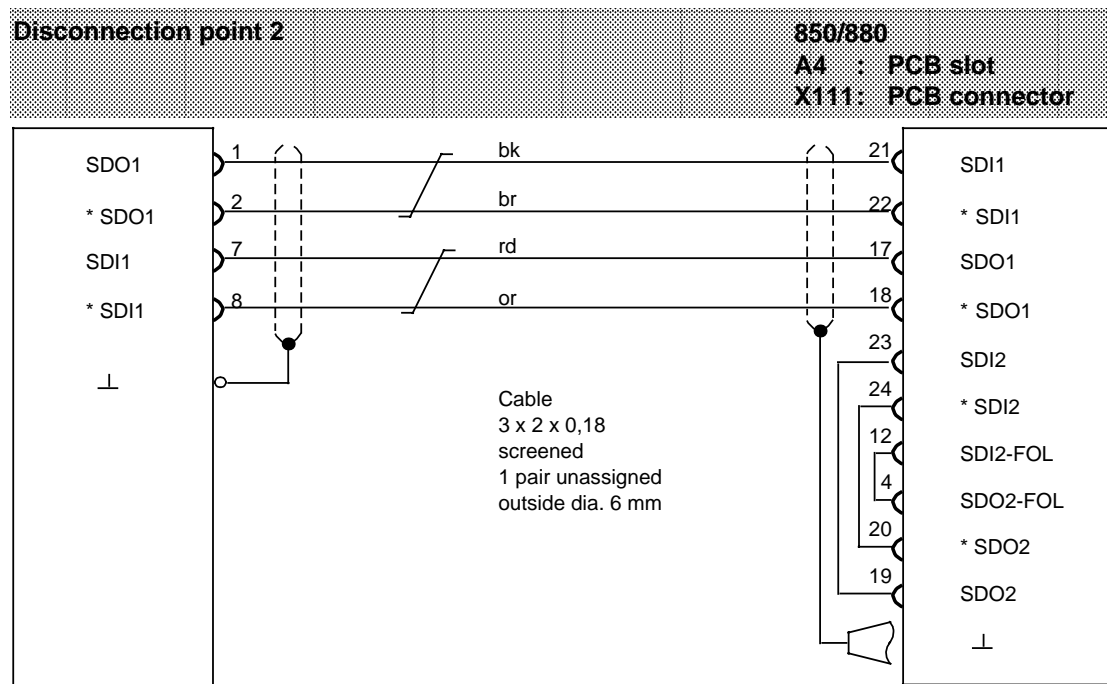 Disconnection point 2
850/880
A4 : PCB slot
X111: PCB connector
SDO1 1 bk 21 SDI1
* SDO1 2 br 22 * SDI1
SDI1 7 rd 17 SDO1
* SDI1 8 or 18 * SDO1
23 SDI2
24 * SDI2
12 SDI2-FOL
4 SDO2-FOL
20 * SDO2
19 SDO2
Cable
3 x 2 x 0,18
screened
1 pair unassigned
outside dia. 6 mm